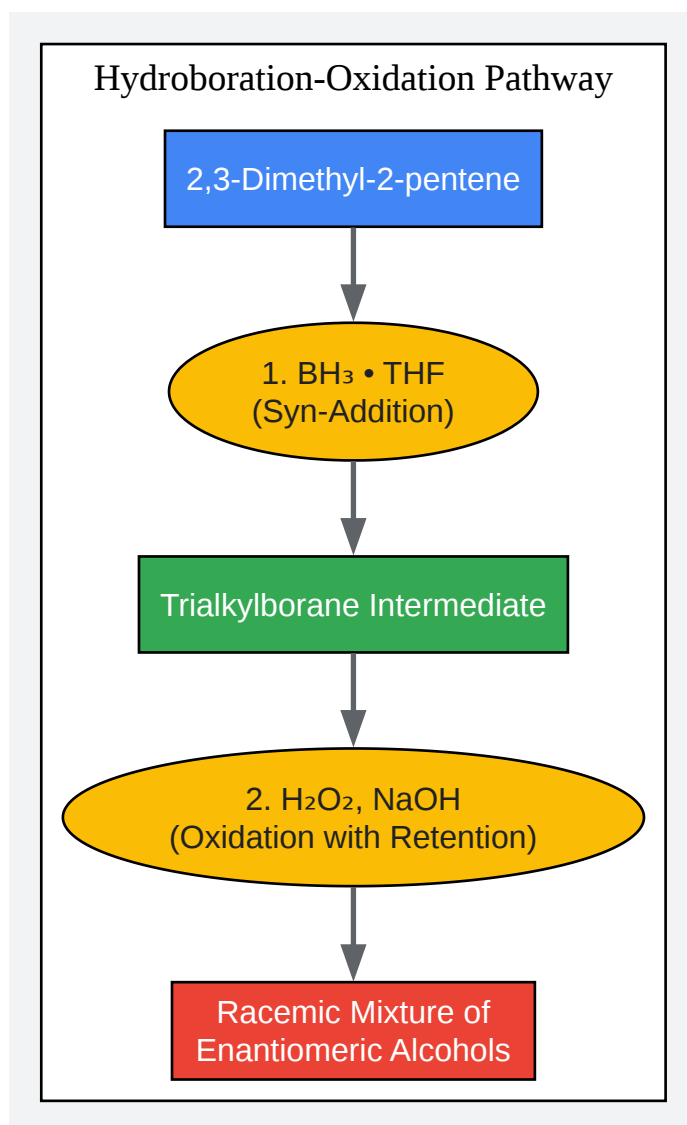 Hydroboration-Oxidation Pathway
2,3-Dimethyl-2-pentene
1. BH₃ • THF
(Syn-Addition)
Trialkylborane Intermediate
2. H₂O₂, NaOH
(Oxidation with Retention)
Racemic Mixture of
Enantiomeric Alcohols